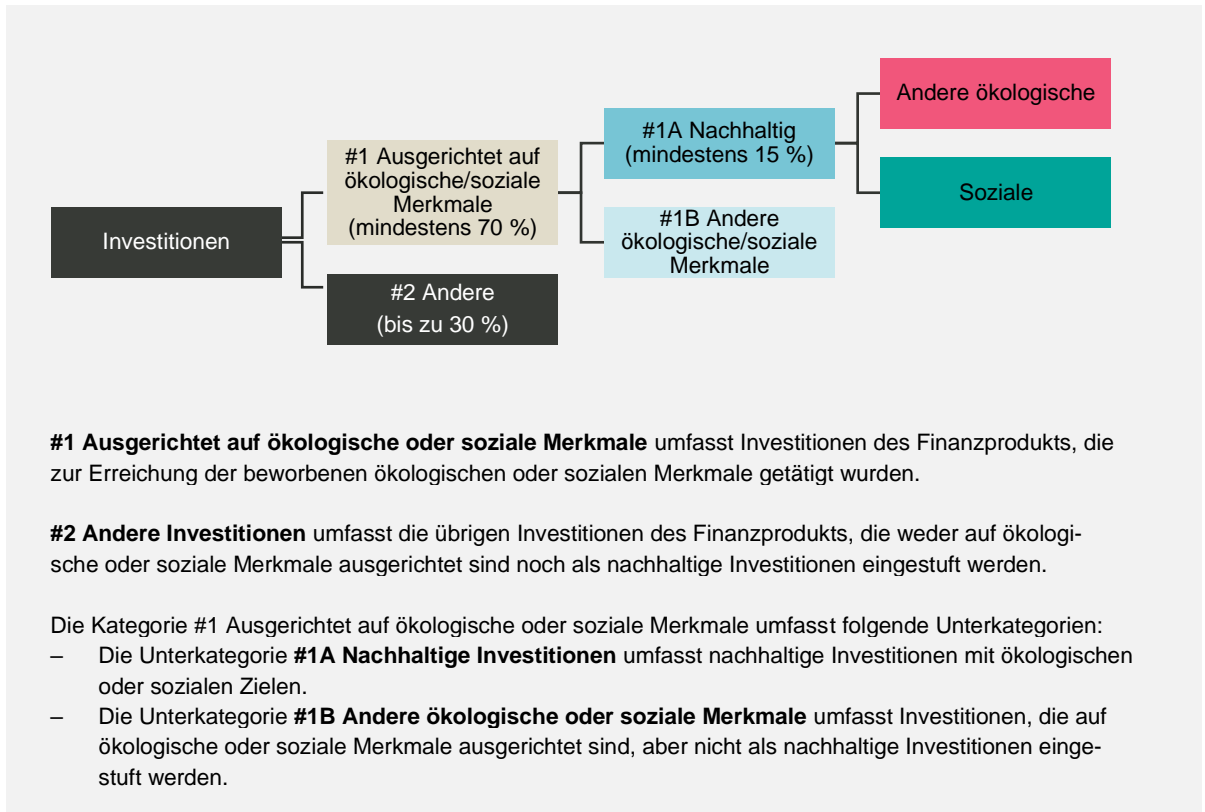 Andere ökologische
#1A Nachhaltig
(mindestens 15 %)
#1 Ausgerichtet auf
ökologische/soziale
Merkmale
(mindestens 70 %)
Soziale
#1B Andere
ökologische/soziale
Merkmale
Investitionen
#2 Andere
(bis zu 30 %)
#1 Ausgerichtet auf ökologische oder soziale Merkmale umfasst Investitionen des Finanzprodukts, die
zur Erreichung der beworbenen ökologischen oder sozialen Merkmale getätigt wurden.
#2 Andere Investitionen umfasst die übrigen Investitionen des Finanzprodukts, die weder auf ökologi-
sche oder soziale Merkmale ausgerichtet sind noch als nachhaltige Investitionen eingestuft werden.
Die Kategorie #1 Ausgerichtet auf ökologische oder soziale Merkmale umfasst folgende Unterkategorien:
– Die Unterkategorie #1A Nachhaltige Investitionen umfasst nachhaltige Investitionen mit ökologischen
oder sozialen Zielen.
– Die Unterkategorie #1B Andere ökologische oder soziale Merkmale umfasst Investitionen, die auf
ökologische oder soziale Merkmale ausgerichtet sind, aber nicht als nachhaltige Investitionen einge-
stuft werden.